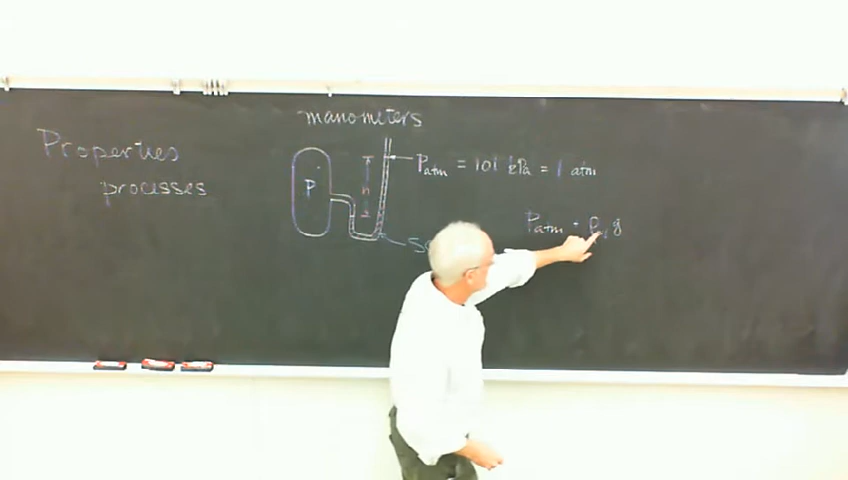 manometers
Properties
processes
P
h
Patm = 101 kPa = 1 atm
Patm + ρ g